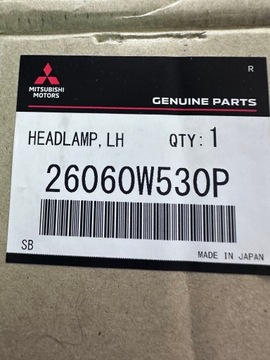 R
MITSUBISHI
MOTORS
GENUINE PARTS
HEADLAMP, LH QTY: 1
26060W530P
SB
MADE IN JAPAN